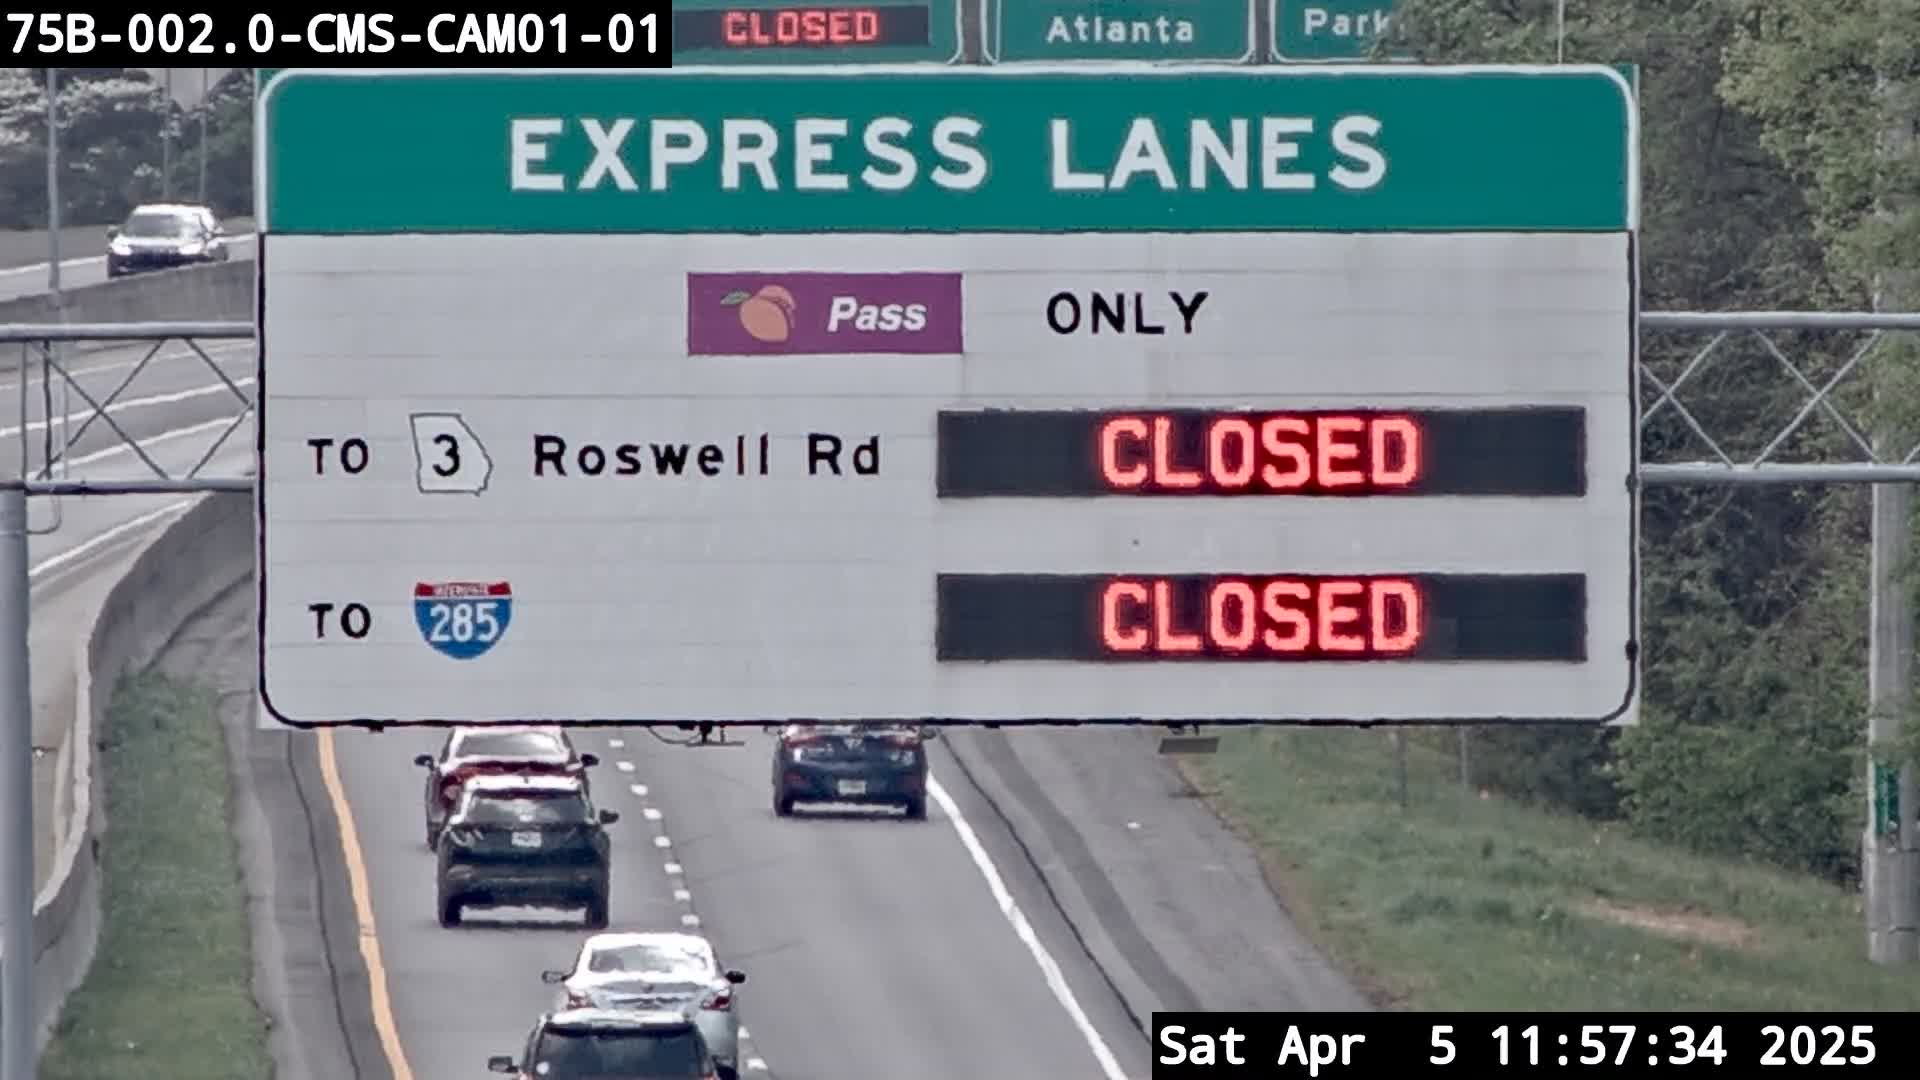 75B-002.0-CMS-CAM01-01
CLOSED
Atlanta
Park
EXPRESS LANES
Pass ONLY
TO 3 Roswell Rd CLOSED
TO INTERSTATE 285 CLOSED
Sat Apr 5 11:57:34 2025